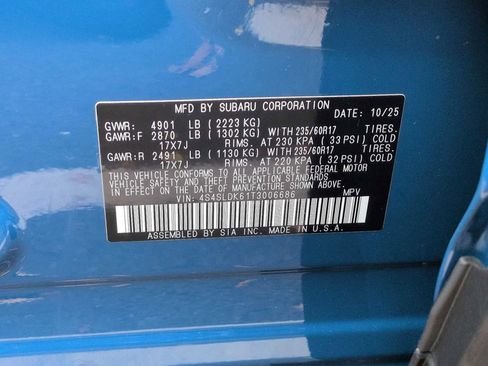 MFD BY SUBARU CORPORATION DATE: 10/25
GVWR: 4901 LB (2223 KG)
GAWR:F 2870 LB (1302 KG) WITH 235/60R17 TIRES.
17X7J RIMS. AT 230 KPA (33 PSI) COLD
GAWR:R 2491 LB (1130 KG) WITH 235/60R17 TIRES.
17X7J RIMS. AT 220 KPA (32 PSI) COLD
THIS VEHICLE CONFORMS TO ALL APPLICABLE FEDERAL MOTOR
VEHICLE SAFETY AND THEFT PREVENTION STANDARDS IN
EFFECT ON THE DATE OF MANUFACTURE SHOWN ABOVE.
VIN: 4S4SLDK61T3006686 MPV
ASSEMBLED BY SIA INC. MADE IN U.S.A.